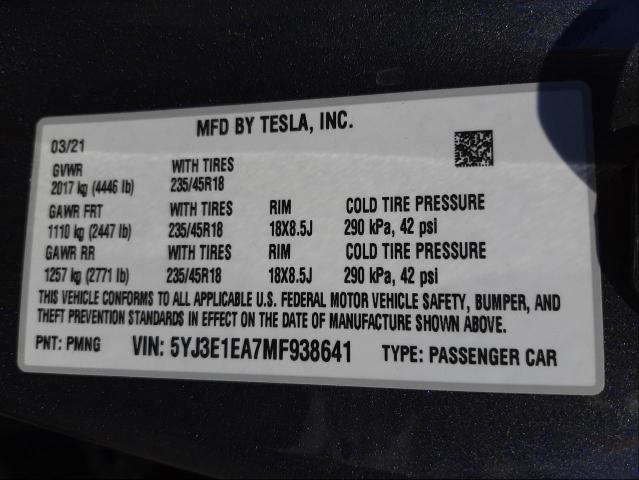 MFD BY TESLA, INC.
03/21
GVWR WITH TIRES
2017 kg (4446 lb) 235/45R18
GAWR FRT WITH TIRES RIM COLD TIRE PRESSURE
1110 kg (2447 lb) 235/45R18 18X8.5J 290 kPa, 42 psi
GAWR RR WITH TIRES RIM COLD TIRE PRESSURE
1257 kg (2771 lb) 235/45R18 18X8.5J 290 kPa, 42 psi
THIS VEHICLE CONFORMS TO ALL APPLICABLE U.S. FEDERAL MOTOR VEHICLE SAFETY, BUMPER, AND
THEFT PREVENTION STANDARDS IN EFFECT ON THE DATE OF MANUFACTURE SHOWN ABOVE.
PNT: PMNG VIN: 5YJ3E1EA7MF938641 TYPE: PASSENGER CAR